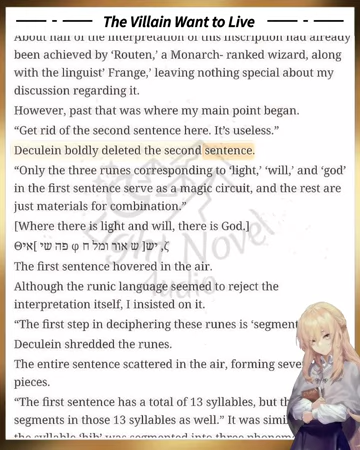 The Villain Want to Live
About half of the interpretation of this inscription had already
been achieved by ‘Routen,’ a Monarch- ranked wizard, along
with the linguist’ Frange,’ leaving nothing special about my
discussion regarding it.
However, past that was where my main point began.
“Get rid of the second sentence here. It’s useless.”
Deculein boldly deleted the second sentence.
“Only the three runes corresponding to ‘light,’ ‘will,’ and ‘god’
in the first sentence serve as a magic circuit, and the rest are
just materials for combination.”
[Where there is light and will, there is God.]
The first sentence hovered in the air.
Although the runic language seemed to reject the
interpretation itself, I insisted on it.
“The first step in deciphering these runes is ‘segment
Deculein shredded the runes.
The entire sentence scattered in the air, forming seve
pieces.
“The first sentence has a total of 13 syllables, but th
segments in those 13 syllables as well.” It was simi
the syllable ‘hib’ was segmented into three phonem